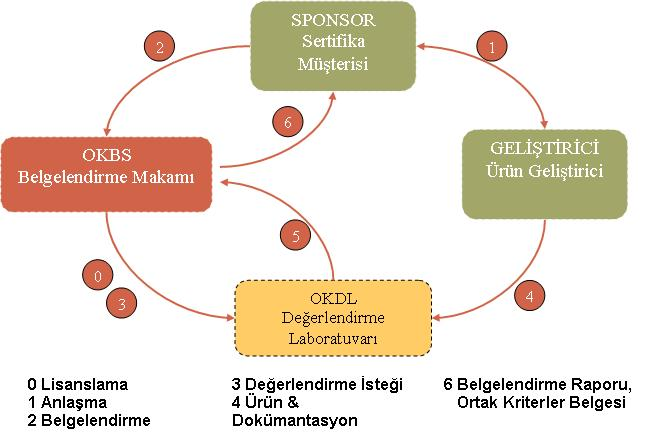 SPONSOR
Sertifika
Müşterisi
2
1
6
OKBS
Belgelendirme Makamı
GELİŞTİRİCİ
Ürün Geliştirici
5
0
3
4
OKDL
Değerlendirme
Laboratuvarı
0 Lisanslama
1 Anlaşma
2 Belgelendirme
3 Değerlendirme İsteği
4 Ürün &
Dokümantasyon
6 Belgelendirme Raporu,
Ortak Kriterler Belgesi